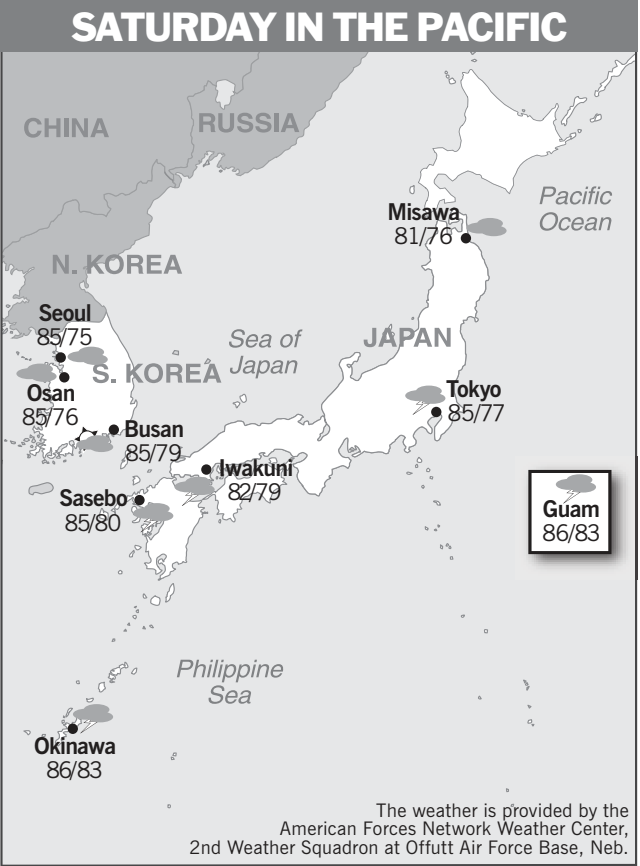 SATURDAY IN THE PACIFIC
CHINA
RUSSIA
Pacific
Ocean
Misawa
81/76
N. KOREA
Seoul
85/75
Sea of
Japan
JAPAN
S. KOREA
Osan
85/76
Tokyo
85/77
Busan
85/79
Iwakuni
82/79
Sasebo
85/80
Guam
86/83
Philippine
Sea
Okinawa
86/83
The weather is provided by the
American Forces Network Weather Center,
2nd Weather Squadron at Offutt Air Force Base, Neb.